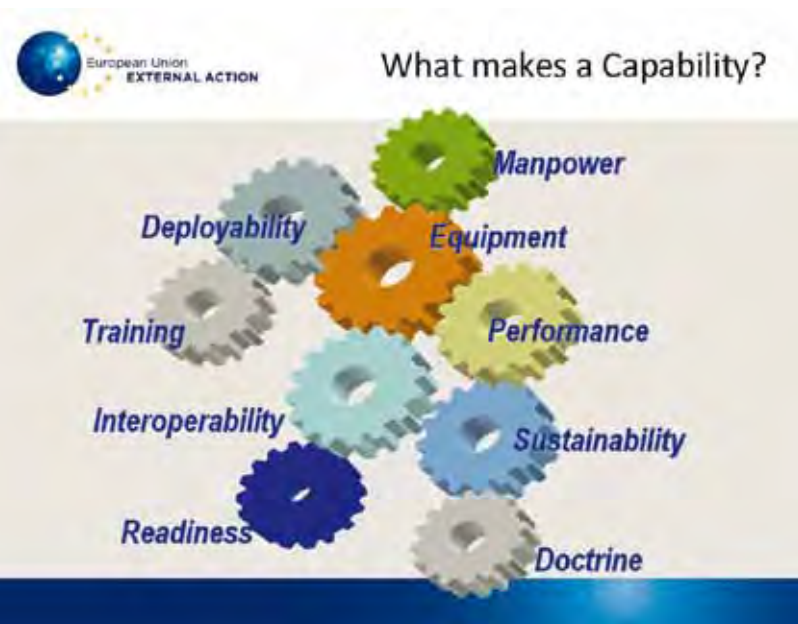 European Union
EXTERNAL ACTION
What makes a Capability?
Manpower
Deployability
Equipment
Training
Performance
Interoperability
Sustainability
Readiness
Doctrine